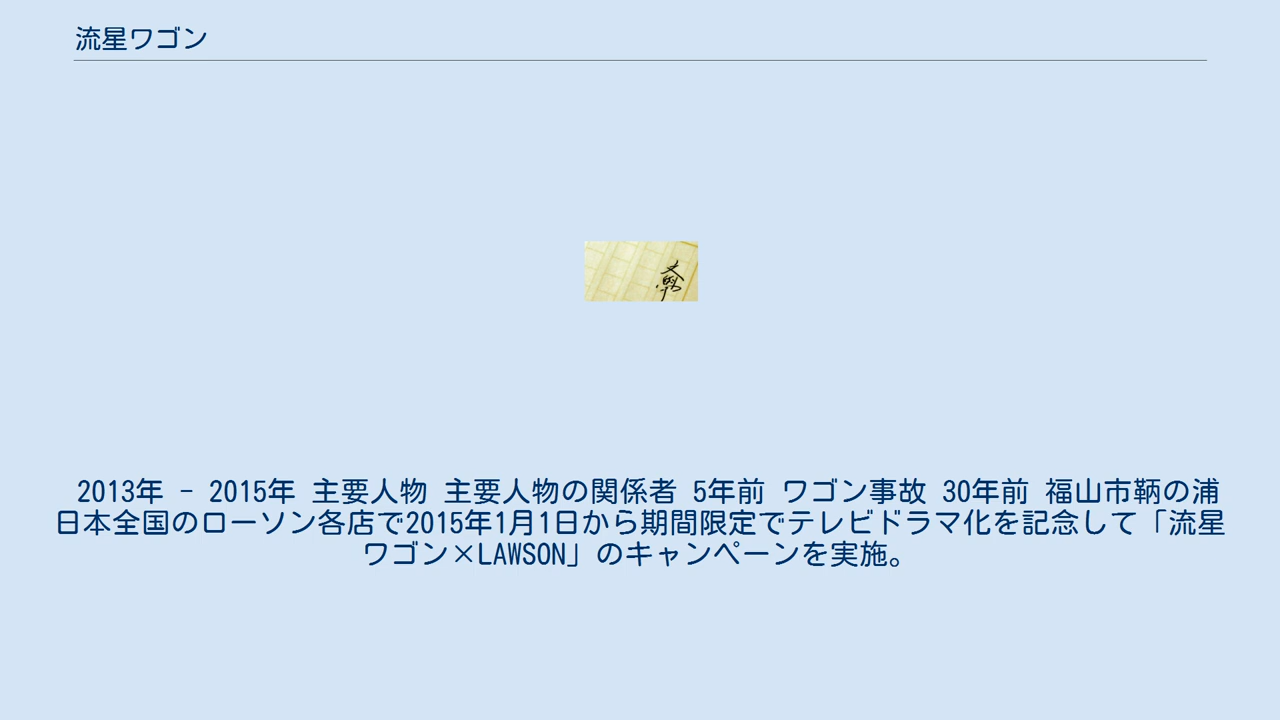 流星ワゴン
2013年 - 2015年 主要人物 主要人物の関係者 5年前 ワゴン事故 30年前 福山市鞆の浦
日本全国のローソン各店で2015年1月1日から期間限定でテレビドラマ化を記念して「流星
ワゴン×LAWSON」のキャンペーンを実施。